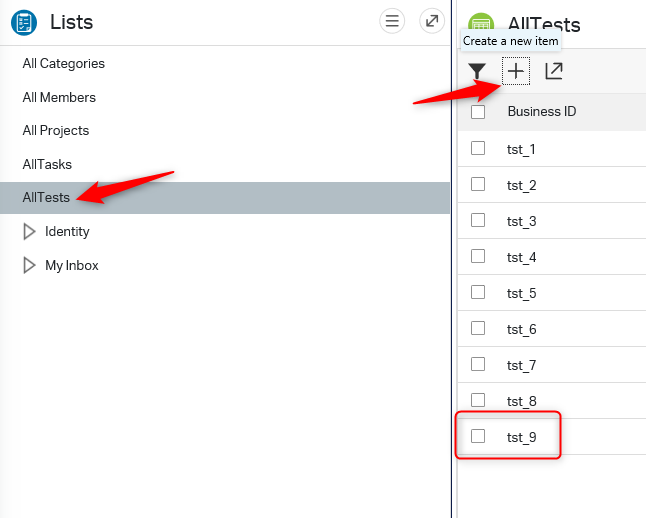 Lists
All Categories
All Members
All Projects
AllTasks
AllTests
Identity
My Inbox
AllTests
Create a new item
Business ID
tst_1
tst_2
tst_3
tst_4
tst_5
tst_6
tst_7
tst_8
tst_9